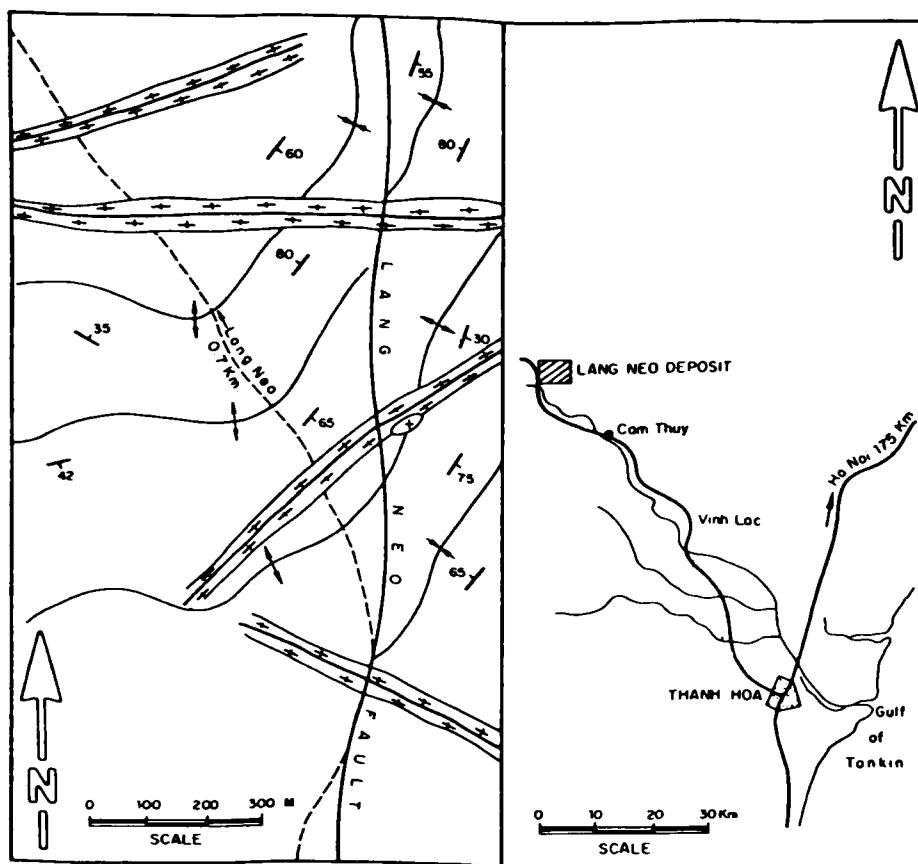 55
60
80
80
LANG NEO FAULT
35
Lang Neo
0.7 Km
30
65
42
75
65
N
0 100 200 300 M
SCALE
N
LANG NEO DEPOSIT
Cam Thuy
Ha Noi 175 Km
Vinh Lac
THANH HOA
Gulf
of
Tonkin
0 10 20 30 Km
SCALE